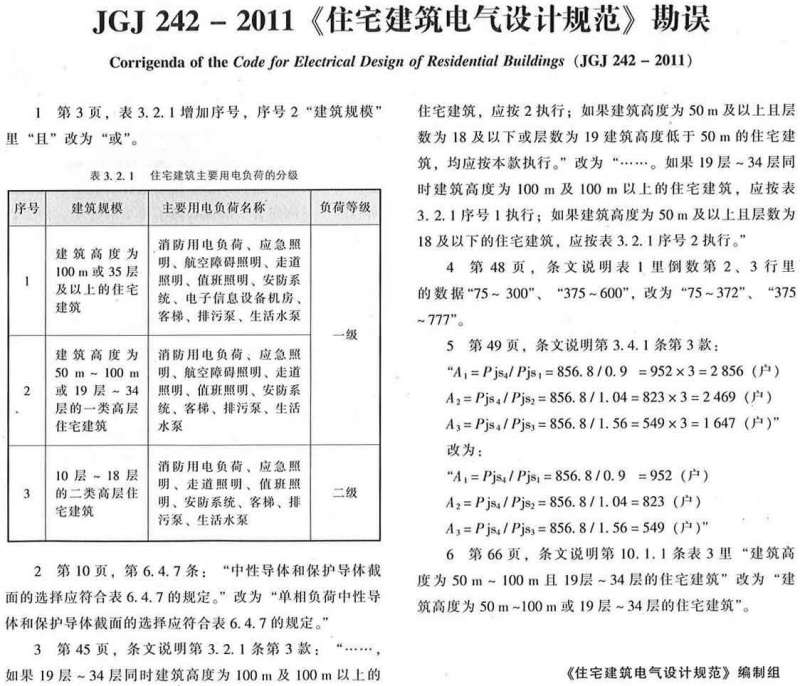 JGJ 242 - 2011《住宅建筑电气设计规范》勘误
Corrigenda of the Code for Electrical Design of Residential Buildings (JGJ 242 - 2011)
1 第3页，表3.2.1增加序号，序号2“建筑规模”
里“且”改为“或”。
表3.2.1 住宅建筑主要用电负荷的分级
序号 建筑规模 主要用电负荷名称 负荷等级
1
建筑高度为
100 m或35层
及以上的住宅
建筑
消防用电负荷、应急照
明、航空障碍照明、走道
照明、值班照明、安防系
统、电子信息设备机房、
客梯、排污泵、生活水泵
一级
2
建筑高度为
50 m ~ 100 m
或19层~34
层的一类高层
住宅建筑
消防用电负荷、应急照
明、航空障碍照明、走道
照明、值班照明、安防系
统、客梯、排污泵、生活
水泵
3
10层~18层
的二类高层住
宅建筑
消防用电负荷、应急照
明、走道照明、值班照
明、安防系统、客梯、排
污泵、生活水泵
二级
2 第10页，第6.4.7条：“中性导体和保护导体截
面的选择应符合表6.4.7的规定。”改为“单相负荷中性导
体和保护导体截面的选择应符合表6.4.7的规定。”
3 第45页，条文说明第3.2.1条第3款：“……，
如果19层~34层同时建筑高度为100 m及100 m以上的
住宅建筑，应按2执行；如果建筑高度为50 m及以上且层
数为18及以下或层数为19建筑高度低于50 m的住宅建
筑，均应按本款执行。”改为“……。如果19层~34层同
时建筑高度为100 m及100 m以上的住宅建筑，应按表
3.2.1序号1执行；如果建筑高度为50 m及以上且层数为
18及以下的住宅建筑，应按表3.2.1序号2执行。”
4 第48页，条文说明表1里倒数第2、3行里
的数据“75~300”、“375~600”，改为“75~372”、“375
~777”。
5 第49页，条文说明第3.4.1条第3款：
“A₁=Pjs₄/Pjs₁=856.8/0.9 =952×3=2 856（户）
A₂=Pjs₄/Pjs₂=856.8/1.04=823×3=2 469（户）
A₃=Pjs₄/Pjs₃=856.8/1.56=549×3=1 647（户）”
改为：
“A₁=Pjs₄/Pjs₁=856.8/0.9 =952（户）
A₂=Pjs₄/Pjs₂=856.8/1.04=823（户）
A₃=Pjs₄/Pjs₃=856.8/1.56=549（户）”
6 第66页，条文说明第10.1.1条表3里“建筑高
度为50 m ~ 100 m且19层~34层的住宅建筑”改为“建
筑高度为50 m ~100 m或19层~34层的住宅建筑”。
《住宅建筑电气设计规范》编制组